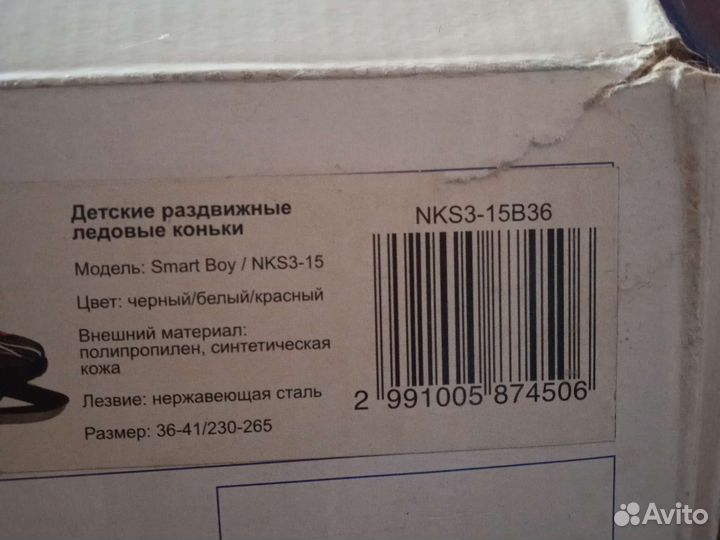 Детские раздвижные
ледовые коньки
Модель: Smart Boy / NKS3-15
Цвет: черный/белый/красный
Внешний материал:
полипропилен, синтетическая
кожа
Лезвие: нержавеющая сталь
Размер: 36-41/230-265
NKS3-15B36
2 991005 874506
Avito